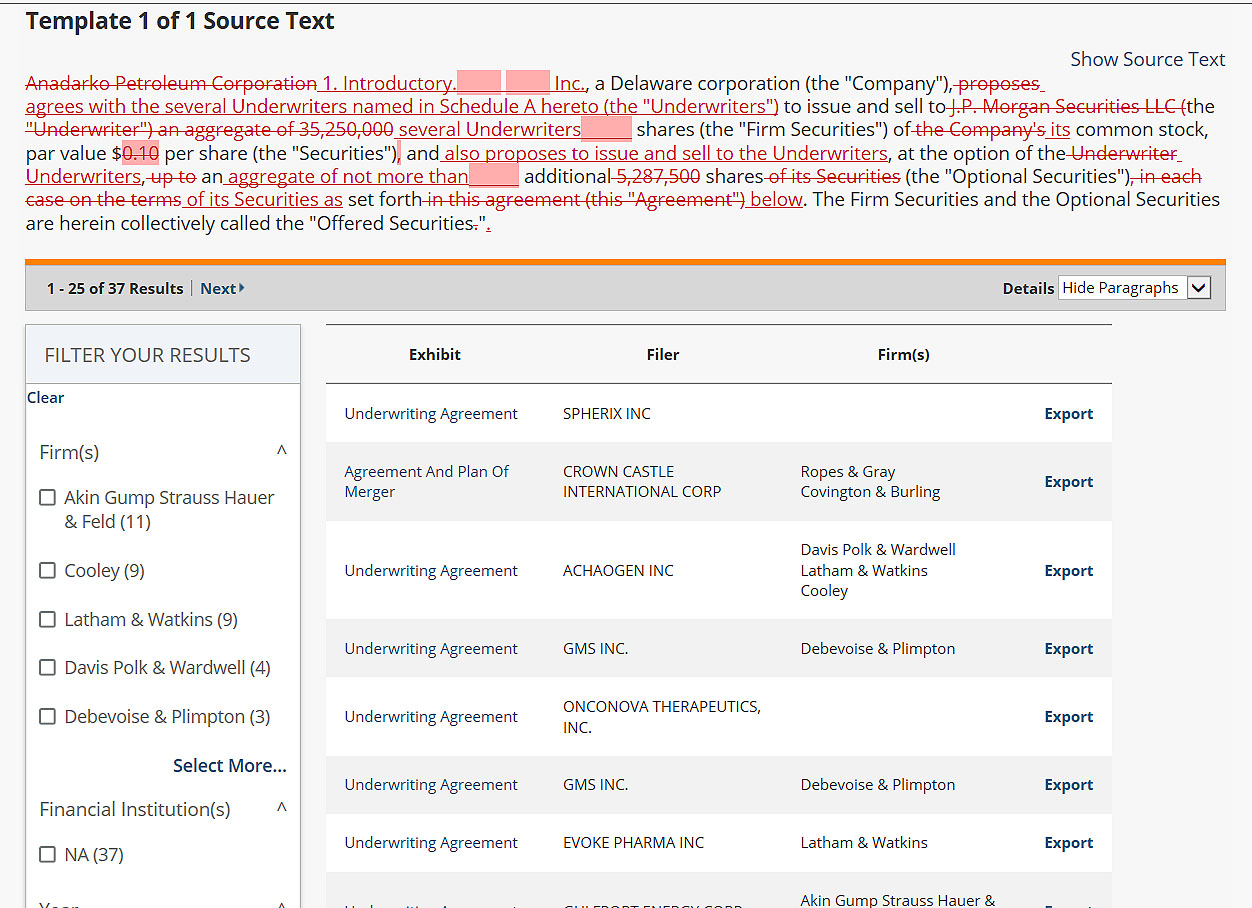 Template 1 of 1 Source Text
Show Source Text
Anadarko Petroleum Corporation 1. Introductory. Inc., a Delaware corporation (the "Company"), proposes
agrees with the several Underwriters named in Schedule A hereto (the "Underwriters") to issue and sell to J.P. Morgan Securities LLC (the
"Underwriter") an aggregate of 35,250,000 several Underwriters shares (the "Firm Securities") of the Company's its common stock,
par value $0.10 per share (the "Securities"), and also proposes to issue and sell to the Underwriters, at the option of the Underwriter
Underwriters, up to an aggregate of not more than additional 5,287,500 shares of its Securities (the "Optional Securities"), in each
case on the terms of its Securities as set forth in this agreement (this "Agreement") below. The Firm Securities and the Optional Securities
are herein collectively called the "Offered Securities.".
1 - 25 of 37 Results | Next
Details Hide Paragraphs
FILTER YOUR RESULTS
Clear
Firm(s) ^
Akin Gump Strauss Hauer
& Feld (11)
Cooley (9)
Latham & Watkins (9)
Davis Polk & Wardwell (4)
Debevoise & Plimpton (3)
Select More...
Financial Institution(s) ^
NA (37)
Exhibit Filer Firm(s)
Underwriting Agreement SPHERIX INC Export
Agreement And Plan Of
Merger
CROWN CASTLE
INTERNATIONAL CORP
Ropes & Gray
Covington & Burling
Export
Underwriting Agreement ACHAOGEN INC
Davis Polk & Wardwell
Latham & Watkins
Cooley
Export
Underwriting Agreement GMS INC. Debevoise & Plimpton Export
Underwriting Agreement
ONCONOVA THERAPEUTICS,
INC.
Export
Underwriting Agreement GMS INC. Debevoise & Plimpton Export
Underwriting Agreement EVOKE PHARMA INC Latham & Watkins Export
Akin Gump Strauss Hauer &